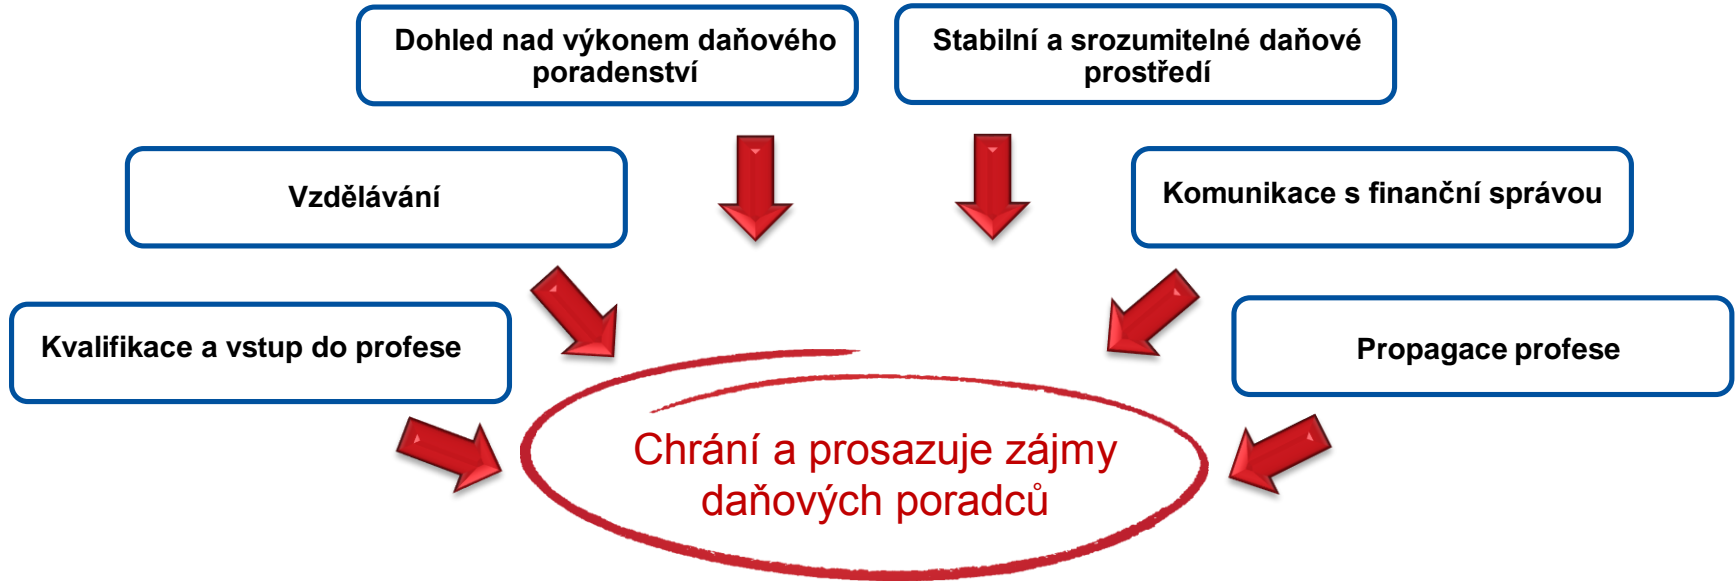 Dohled nad výkonem daňového
poradenství
Stabilní a srozumitelné daňové
prostředí
Vzdělávání
Komunikace s finanční správou
Kvalifikace a vstup do profese
Propagace profese
Chrání a prosazuje zájmy
daňových poradců